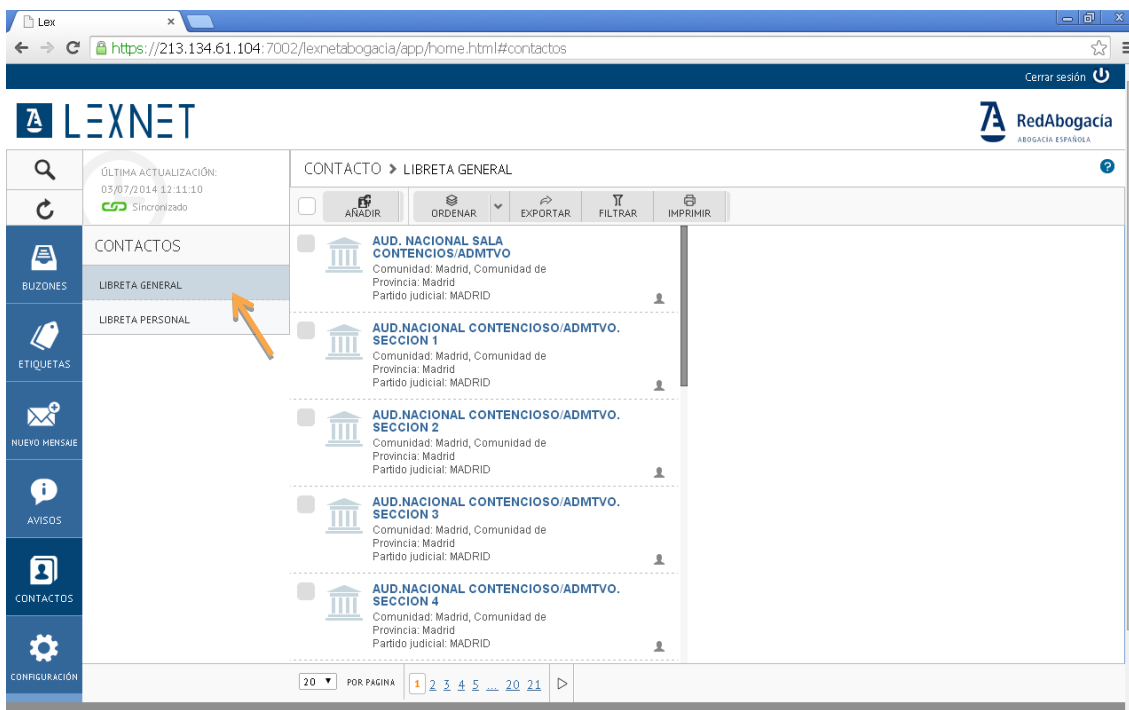 Lex
https://213.134.61.104:7002/lexnetabogacia/app/home.html#contactos
Cerrar sesión
LEXNET
RedAbogacía
ABOGACÍA ESPAÑOLA
ÚLTIMA ACTUALIZACIÓN:
03/07/2014 12:11:10
Sincronizado
CONTACTO > LIBRETA GENERAL
AÑADIR ORDENAR EXPORTAR FILTRAR IMPRIMIR
CONTACTOS
LIBRETA GENERAL
LIBRETA PERSONAL
BUZONES
ETIQUETAS
NUEVO MENSAJE
AVISOS
CONTACTOS
CONFIGURACIÓN
AUD. NACIONAL SALA
CONTENCIOS/ADMTVO
Comunidad: Madrid, Comunidad de
Provincia: Madrid
Partido judicial: MADRID
AUD.NACIONAL CONTENCIOSO/ADMTVO.
SECCION 1
Comunidad: Madrid, Comunidad de
Provincia: Madrid
Partido judicial: MADRID
AUD.NACIONAL CONTENCIOSO/ADMTVO.
SECCION 2
Comunidad: Madrid, Comunidad de
Provincia: Madrid
Partido judicial: MADRID
AUD.NACIONAL CONTENCIOSO/ADMTVO.
SECCION 3
Comunidad: Madrid, Comunidad de
Provincia: Madrid
Partido judicial: MADRID
AUD.NACIONAL CONTENCIOSO/ADMTVO.
SECCION 4
Comunidad: Madrid, Comunidad de
Provincia: Madrid
Partido judicial: MADRID
20 POR PAGINA 1 2 3 4 5 ... 20 21